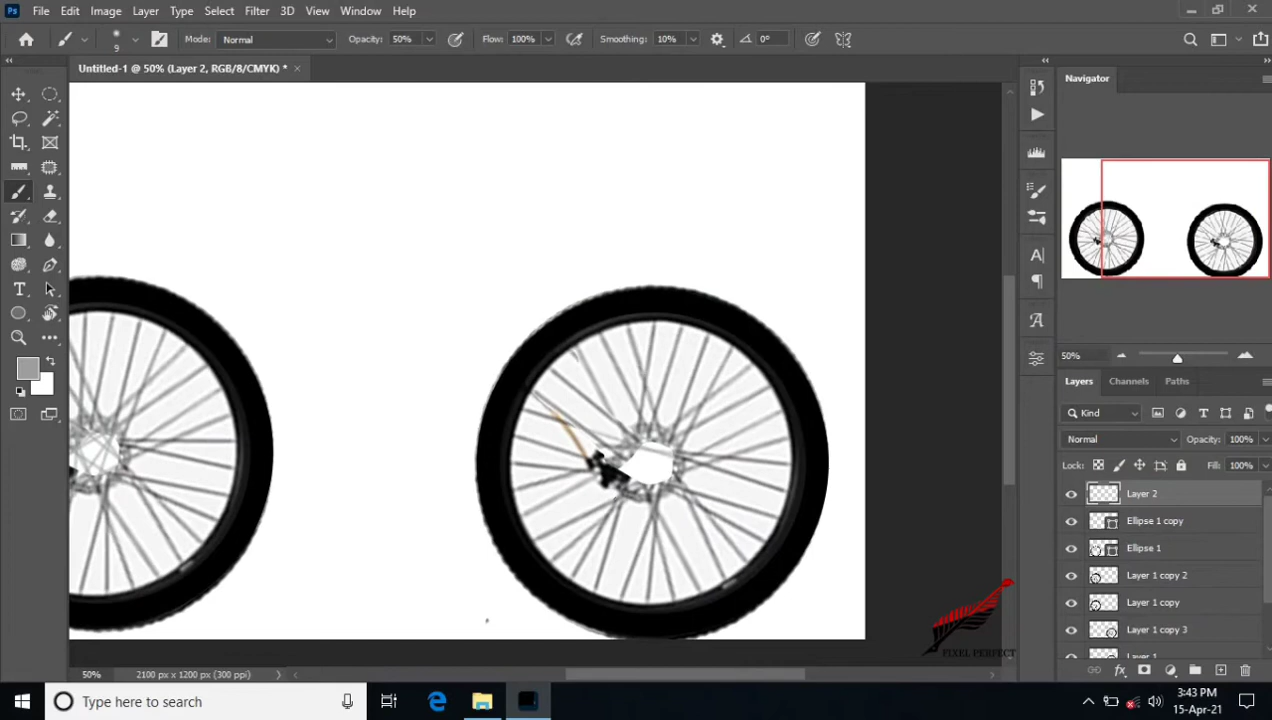 Ps File Edit Image Layer Type Select Filter 3D View Window Help
9 Mode: Normal Opacity: 50% Flow: 100% Smoothing: 10% 0°
Untitled-1 @ 50% (Layer 2, RGB/8/CMYK) * ×
Navigator
50%
Layers Channels Paths
Kind
Normal Opacity: 100%
Lock: Fill: 100%
Layer 2
Ellipse 1 copy
Ellipse 1
Layer 1 copy 2
Layer 1 copy
Layer 1 copy 3
Layer 1
PIXEL PERFECT
50% 2100 px x 1200 px (300 ppi)
Type here to search
3:43 PM
15-Apr-21